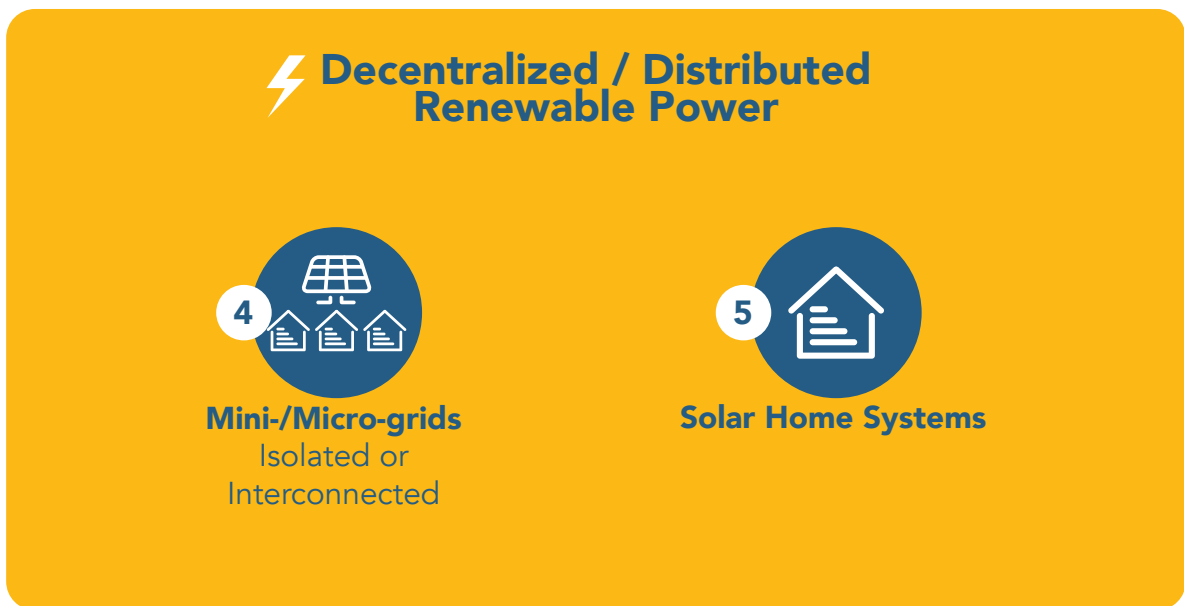 Decentralized / Distributed
Renewable Power
4
Mini-/Micro-grids
Isolated or
Interconnected
5
Solar Home Systems